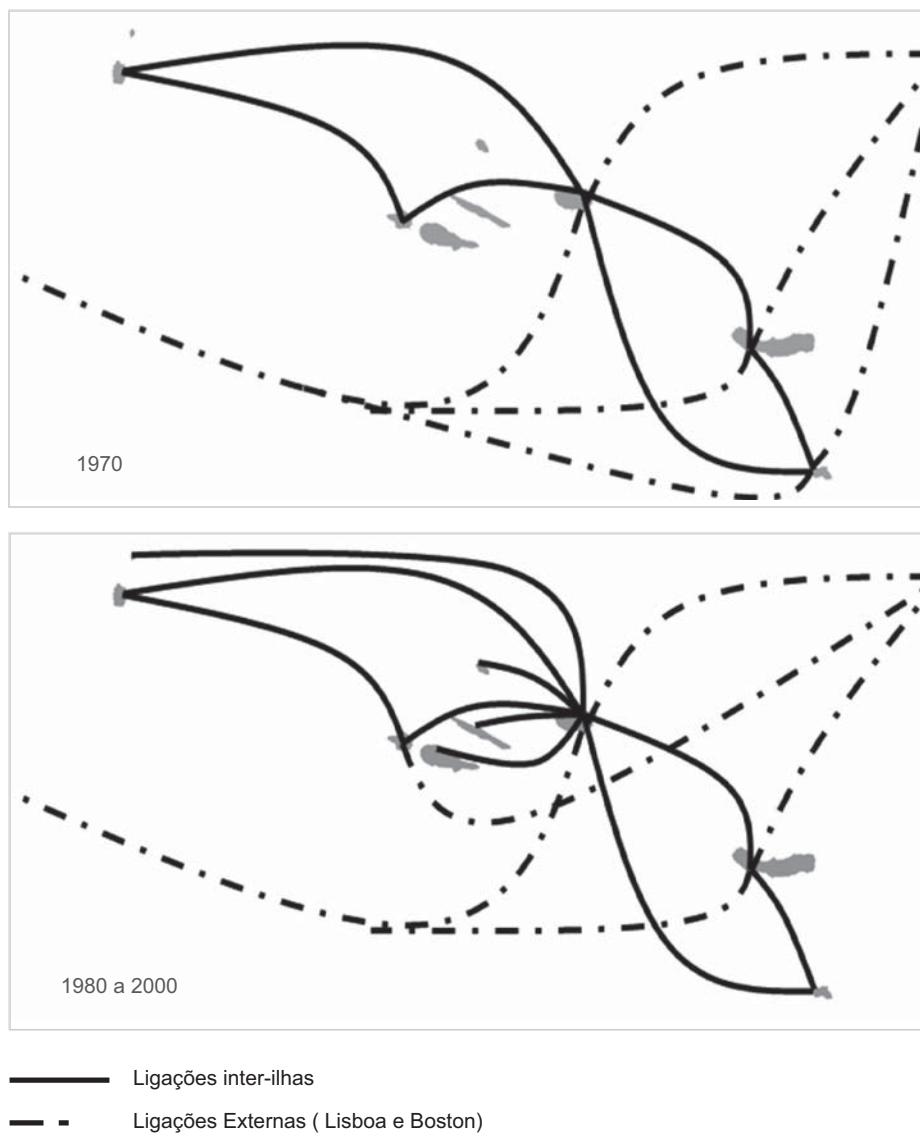 1970
1980 a 2000
Ligações inter-ilhas
Ligações Externas ( Lisboa e Boston)